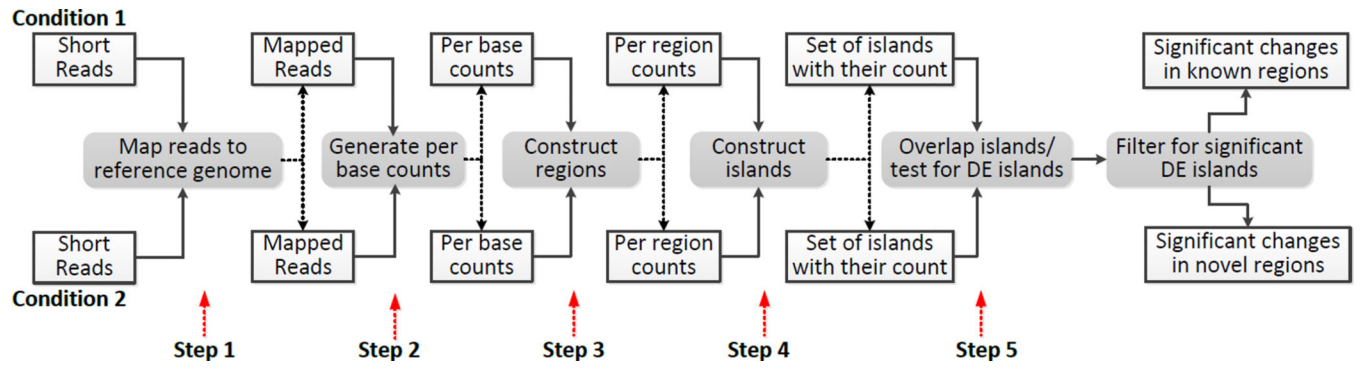 Condition 1
Short
Reads
Mapped
Reads
Per base
counts
Per region
counts
Set of islands
with their count
Significant changes
in known regions
Map reads to
reference genome
Generate per
base counts
Construct
regions
Construct
islands
Overlap islands/
test for DE islands
Filter for significant
DE islands
Short
Reads
Mapped
Reads
Per base
counts
Per region
counts
Set of islands
with their count
Significant changes
in novel regions
Condition 2
Step 1
Step 2
Step 3
Step 4
Step 5